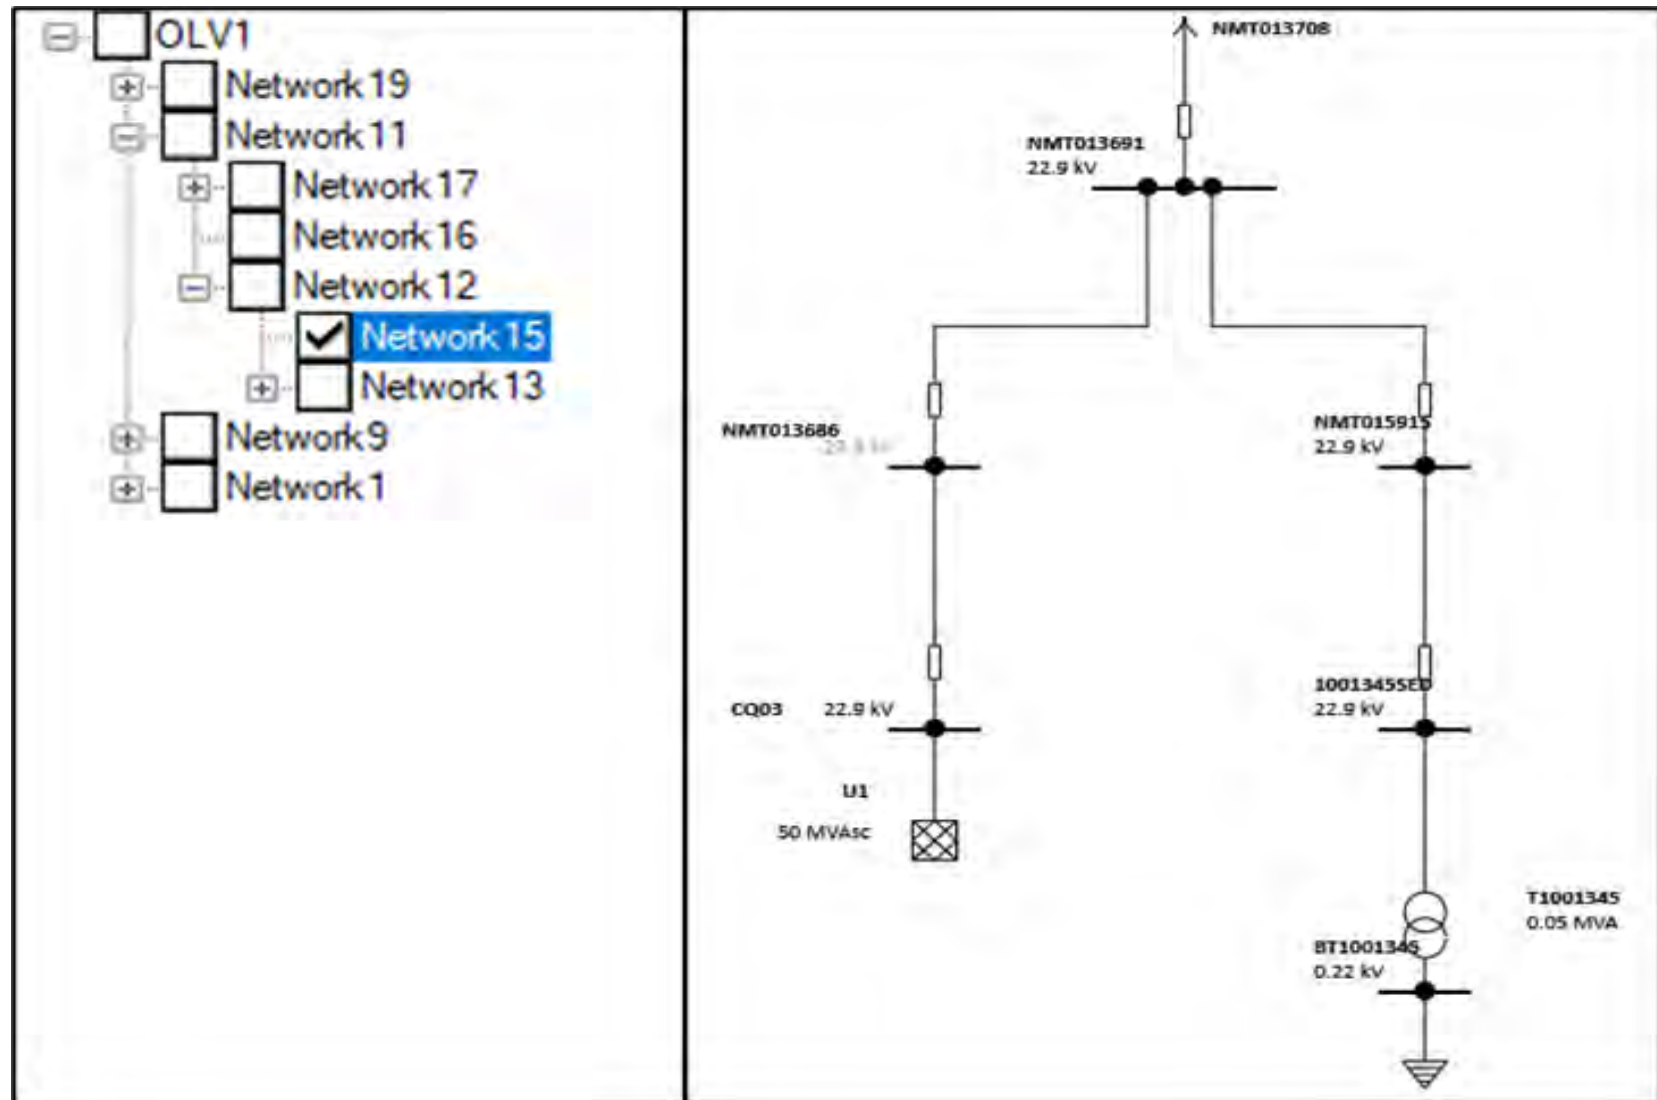 OLV1
Network 19
Network 11
Network 17
Network 16
Network 12
Network 15
Network 13
Network 9
Network 1
NMT013708
NMT013691
22.9 kV
NMT013686
NMT015915
22.9 kV
CQ03 22.9 kV
1001345SED
22.9 kV
U1
50 MVAsc
T1001345
0.05 MVA
BT1001345
0.22 kV